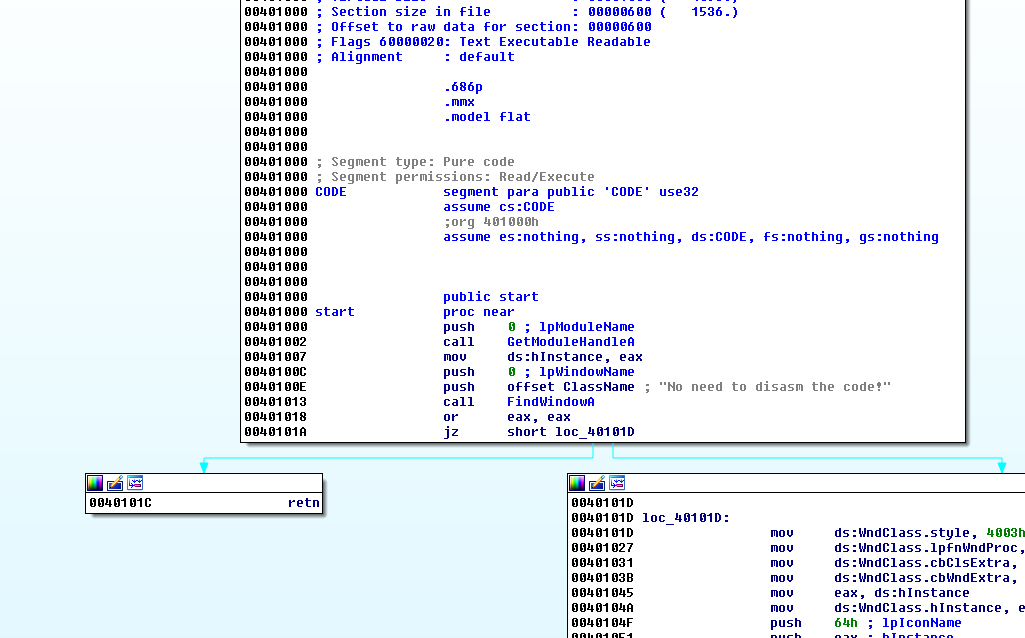 00401000 ; Section size in file          : 00000600 (   1536.)
00401000 ; Offset to raw data for section: 00000600
00401000 ; Flags 60000020: Text Executable Readable
00401000 ; Alignment     : default
00401000
00401000                 .686p
00401000                 .mmx
00401000                 .model flat
00401000
00401000
00401000 ; Segment type: Pure code
00401000 ; Segment permissions: Read/Execute
00401000 CODE            segment para public 'CODE' use32
00401000                 assume cs:CODE
00401000                 ;org 401000h
00401000                 assume es:nothing, ss:nothing, ds:CODE, fs:nothing, gs:nothing
00401000
00401000
00401000
00401000                 public start
00401000 start           proc near
00401000                 push    0 ; lpModuleName
00401002                 call    GetModuleHandleA
00401007                 mov     ds:hInstance, eax
0040100C                 push    0 ; lpWindowName
0040100E                 push    offset ClassName ; "No need to disasm the code!"
00401013                 call    FindWindowA
00401018                 or      eax, eax
0040101A                 jz      short loc_40101D
0040101C                 retn
0040101D
0040101D loc_40101D:
0040101D                 mov     ds:WndClass.style, 4003h
00401027                 mov     ds:WndClass.lpfnWndProc,
00401031                 mov     ds:WndClass.cbClsExtra,
0040103B                 mov     ds:WndClass.cbWndExtra,
00401045                 mov     eax, ds:hInstance
0040104A                 mov     ds:WndClass.hInstance, e
0040104F                 push    64h ; lpIconName
00401051                 push    eax ; hInstance